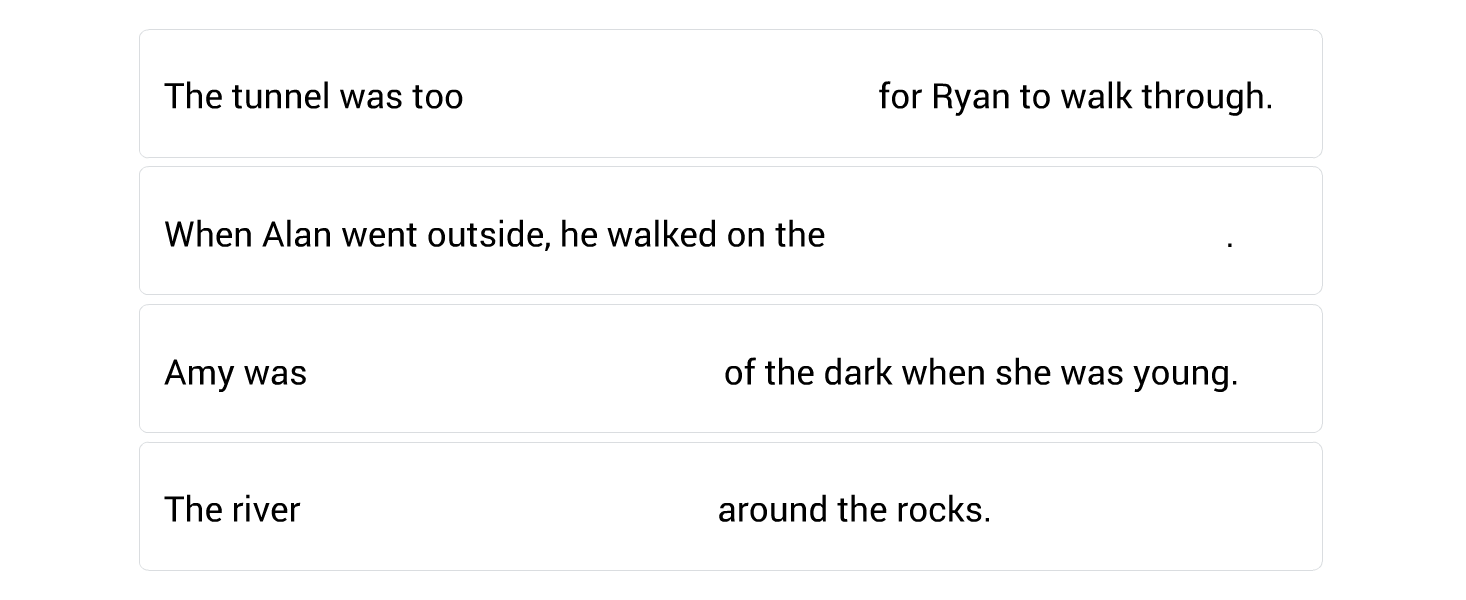 The tunnel was too for Ryan to walk through.
When Alan went outside, he walked on the .
Amy was of the dark when she was young.
The river around the rocks.